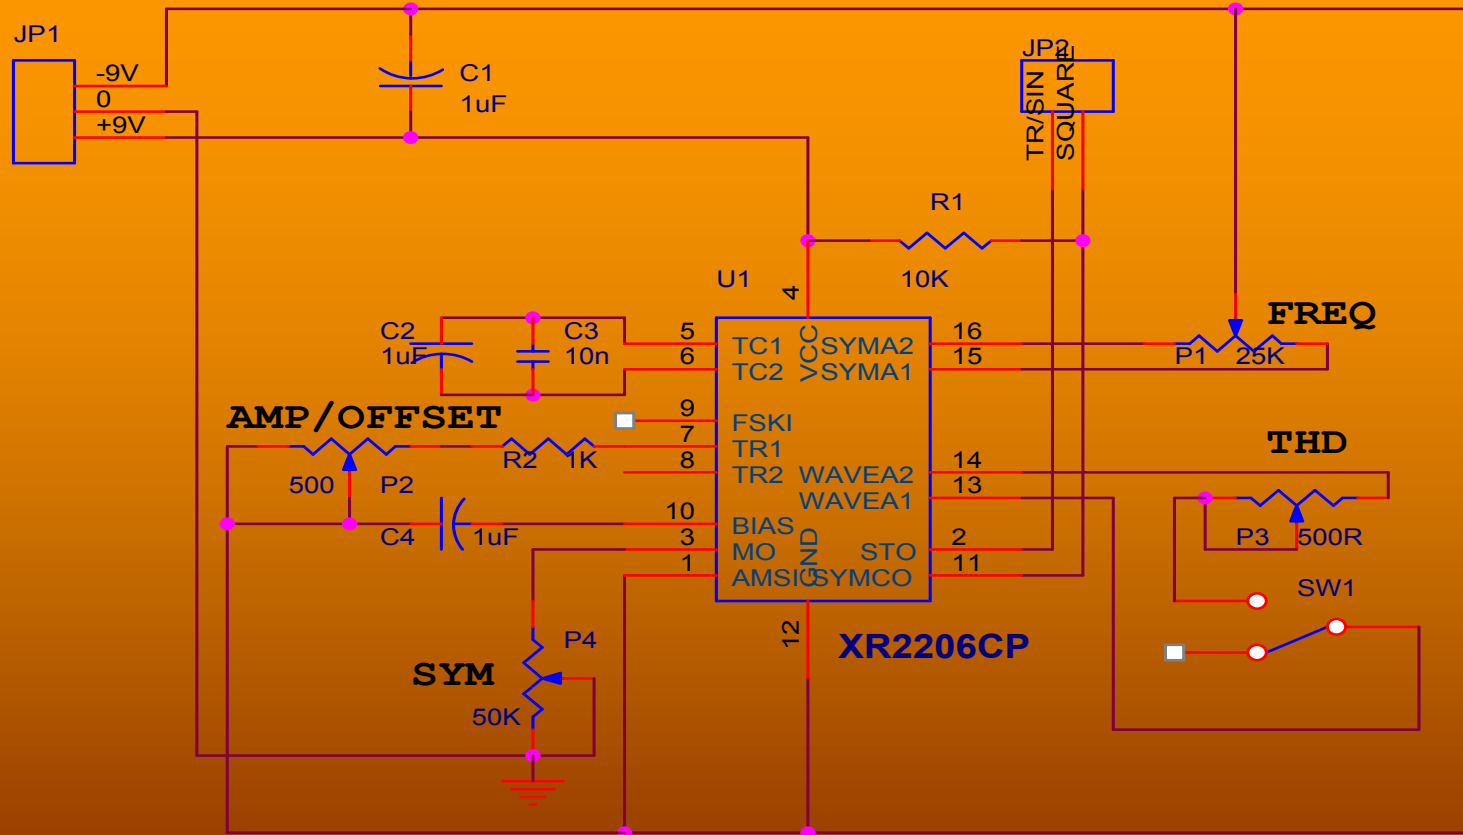 JP1
-9V
0
+9V
C1
1uF
JP2
TR/SIN
SQUARE
R1
10K
U1
4
VCC
C2
1uF
C3
10n
5
TC1
6
TC2
9
FSKI
7
TR1
8
TR2
10
BIAS
3
MO
1
AMSI
GND
12
SYMA2
16
SYMA1
15
WAVEA2
14
WAVEA1
13
STO
2
SYMCO
11
FREQ
P1
25K
AMP/OFFSET
500
P2
R2
1K
C4
1uF
THD
P3
500R
SW1
XR2206CP
P4
SYM
50K